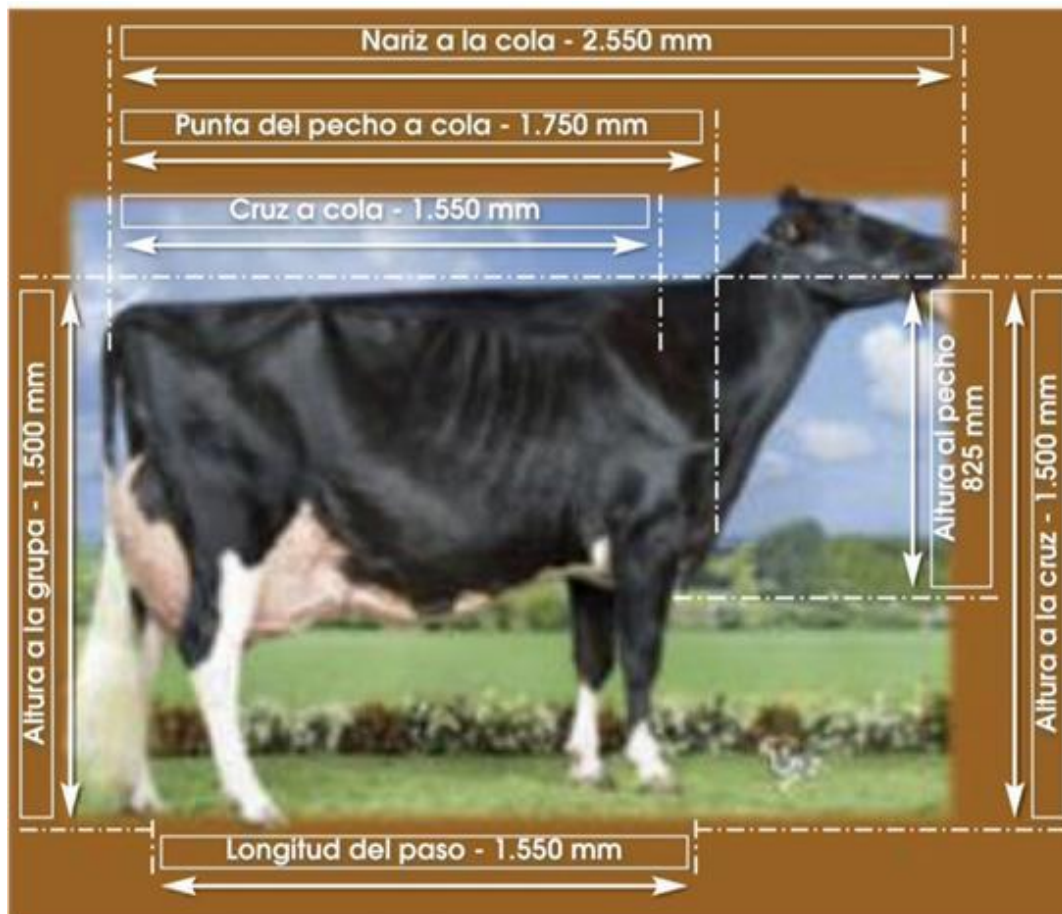 Nariz a la cola - 2.550 mm
Punta del pecho a cola - 1.750 mm
Cruz a cola - 1.550 mm
Altura a la grupa - 1.500 mm
Altura al pecho
825 mm
Altura a la cruz - 1.500 mm
Longitud del paso - 1.550 mm